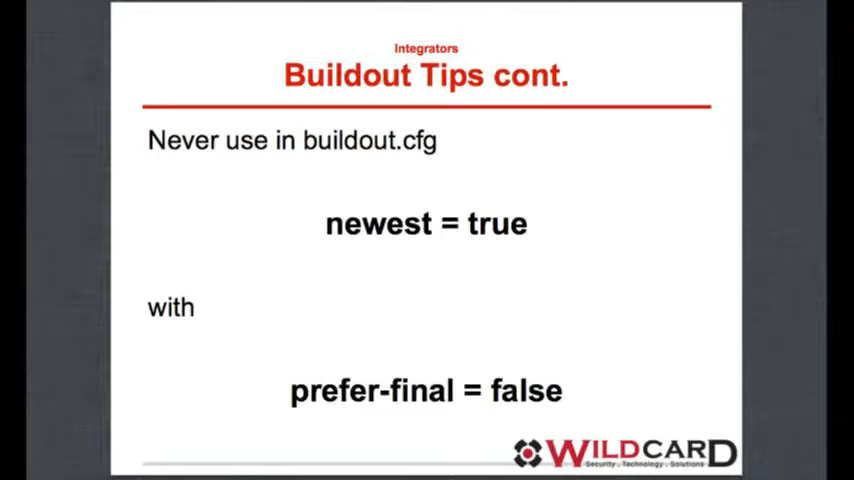 Integrators
Buildout Tips cont.
Never use in buildout.cfg
newest = true
with
prefer-final = false
WILDCARD
Security . Technology . Solutions